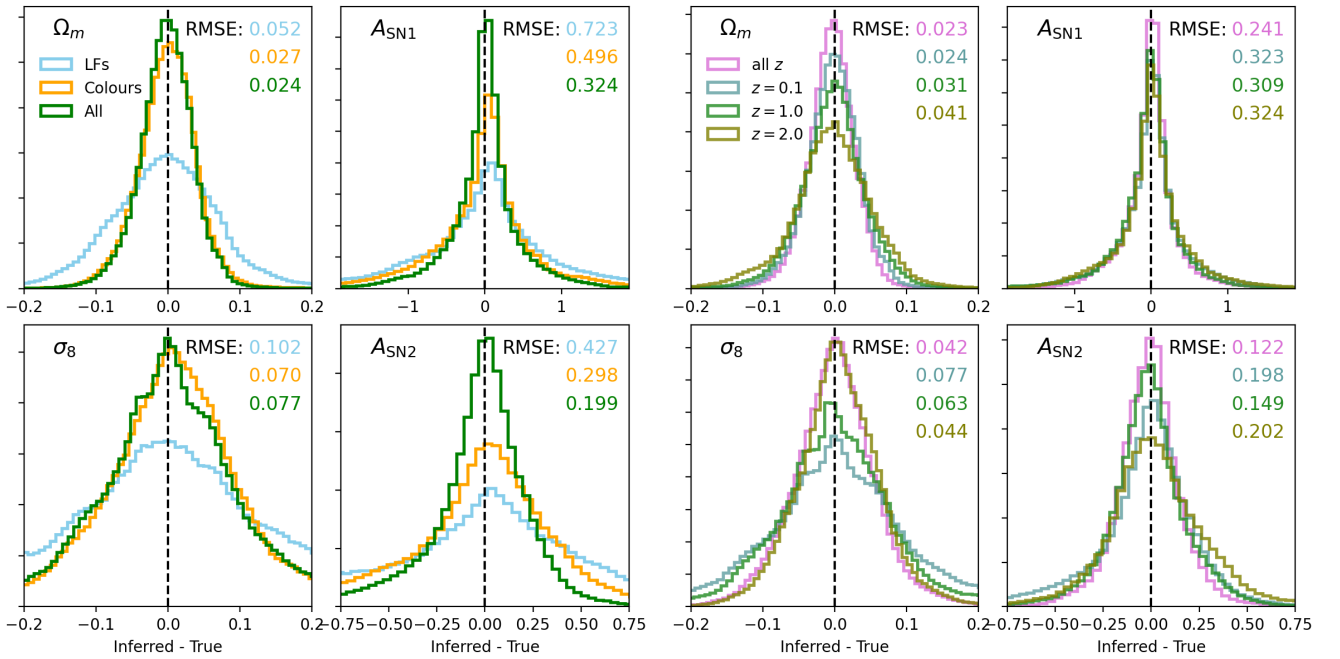 Ωm RMSE: 0.052
0.027
0.024
LFs
Colours
All
−0.2 −0.1 0.0 0.1 0.2
ASN1 RMSE: 0.723
0.496
0.324
−1 0 1
Ωm RMSE: 0.023
0.024
0.031
0.041
all z
z = 0.1
z = 1.0
z = 2.0
−0.2 −0.1 0.0 0.1 0.2
ASN1 RMSE: 0.241
0.323
0.309
0.324
−1 0 1
σ8 RMSE: 0.102
0.070
0.077
−0.2 −0.1 0.0 0.1 0.2
Inferred - True
ASN2 RMSE: 0.427
0.298
0.199
−0.75 −0.50 −0.25 0.00 0.25 0.50 0.75
Inferred - True
σ8 RMSE: 0.042
0.077
0.063
0.044
−0.2 −0.1 0.0 0.1 0.2
Inferred - True
ASN2 RMSE: 0.122
0.198
0.149
0.202
−0.75 −0.50 −0.25 0.00 0.25 0.50 0.75
Inferred - True